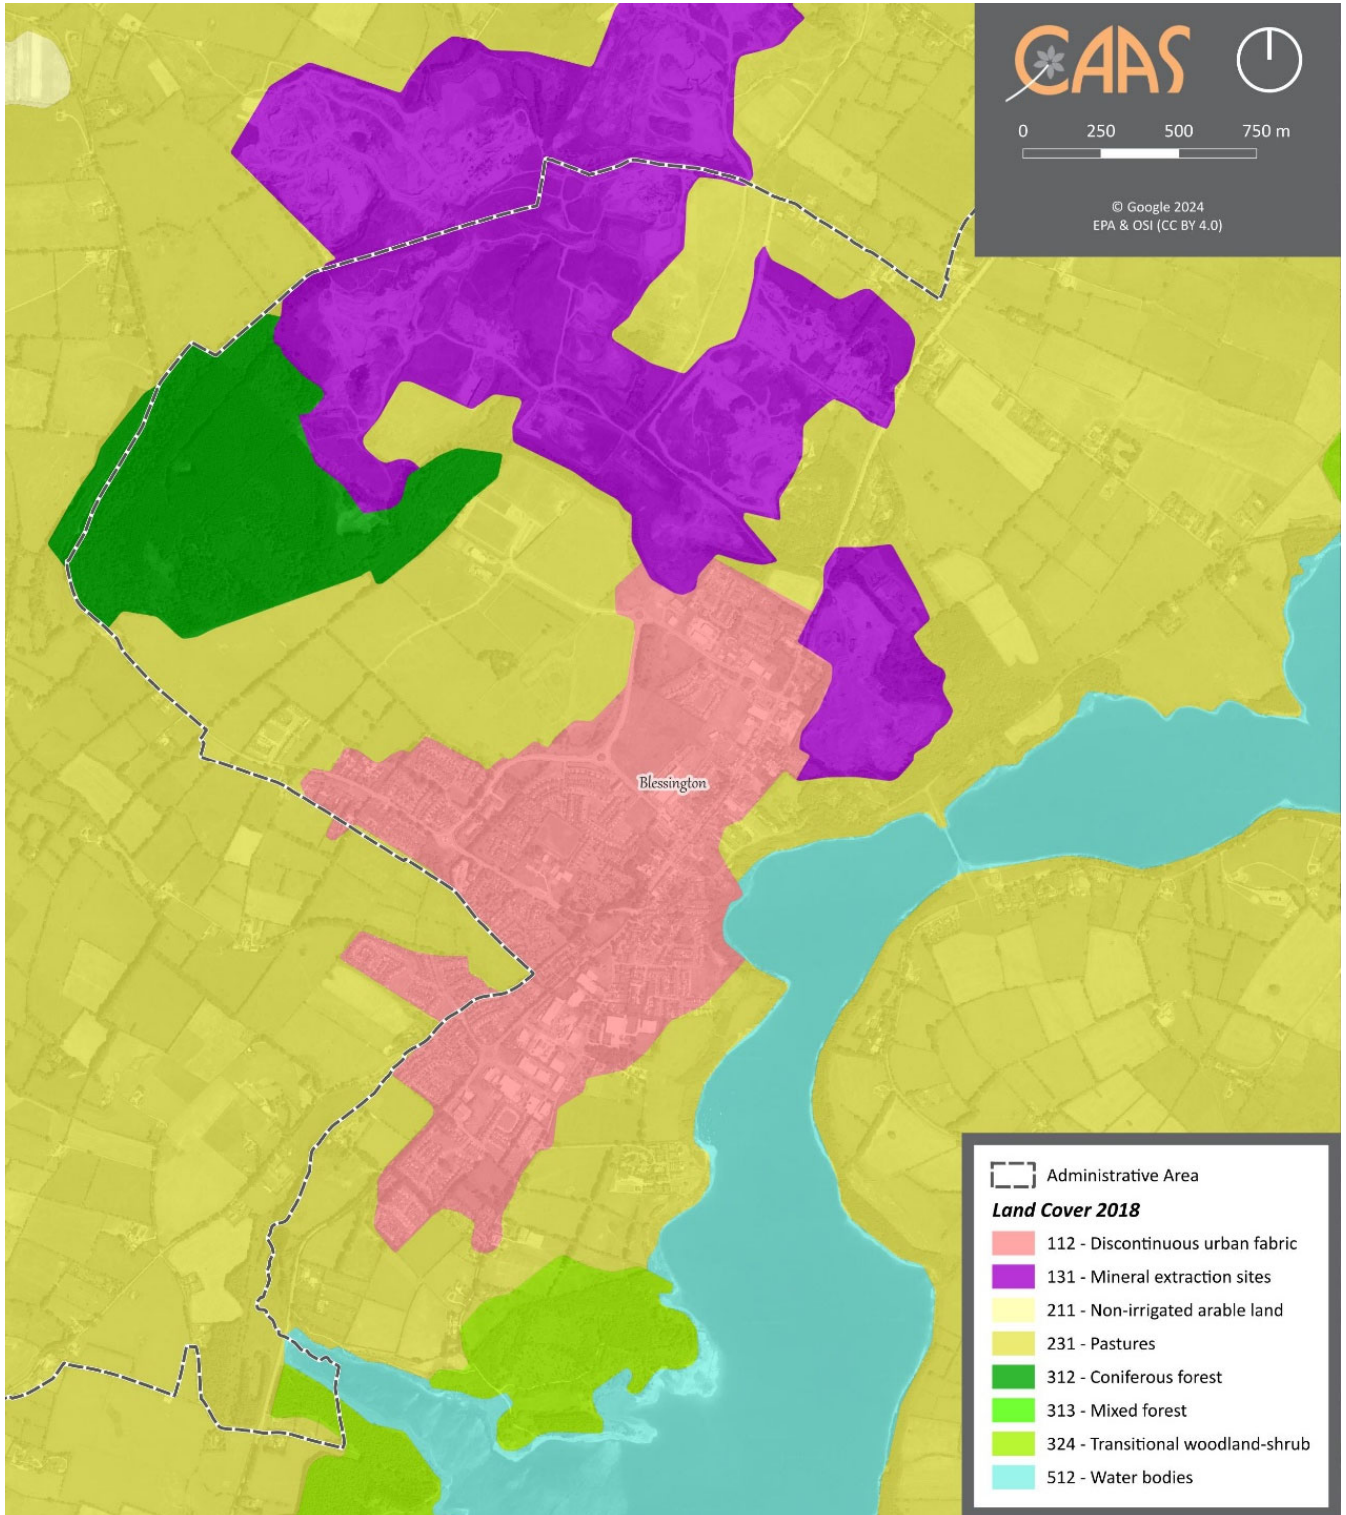 CAAS
0 250 500 750 m
© Google 2024
EPA & OSI (CC BY 4.0)
Blessington
Administrative Area
Land Cover 2018
112 - Discontinuous urban fabric
131 - Mineral extraction sites
211 - Non-irrigated arable land
231 - Pastures
312 - Coniferous forest
313 - Mixed forest
324 - Transitional woodland-shrub
512 - Water bodies